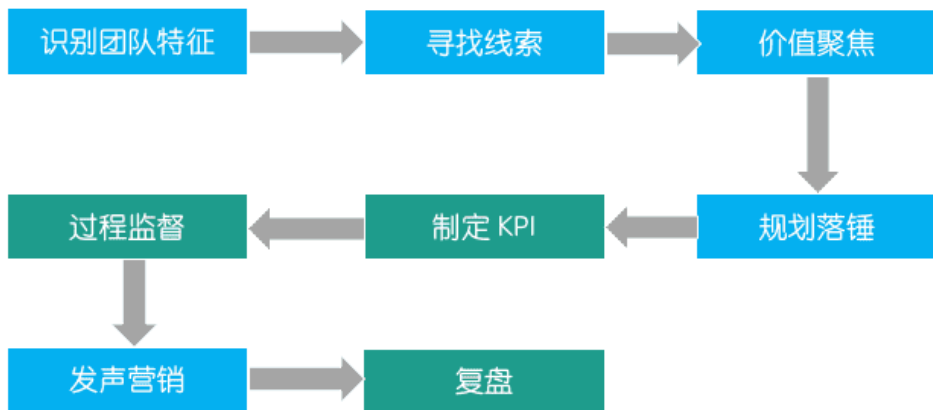 识别团队特征
寻找线索
价值聚焦
规划落锤
制定 KPI
过程监督
发声营销
复盘